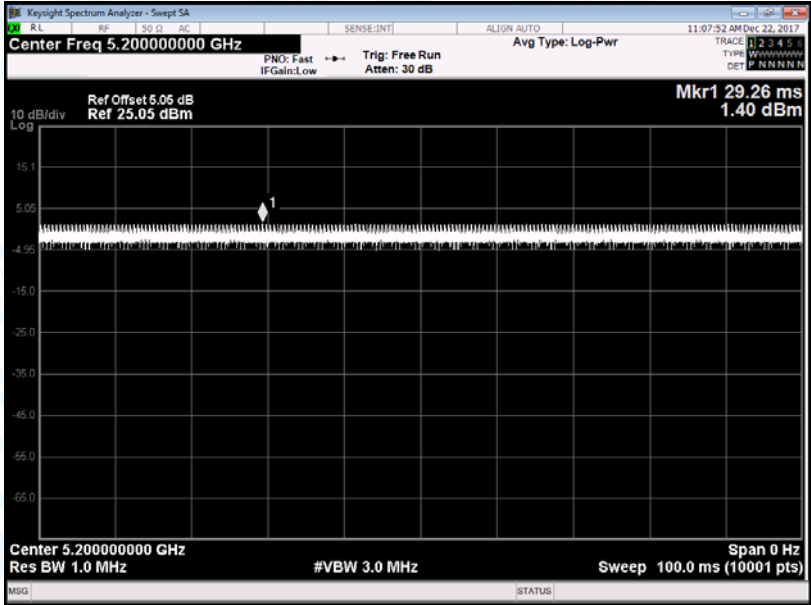 Keysight Spectrum Analyzer - Swept SA
RL RF 50 Ω AC SENSE:INT ALIGN AUTO 11:07:52 AM Dec 22, 2017
Center Freq 5.200000000 GHz Avg Type: Log-Pwr TRACE 1 2 3 4 5 6
PNO: Fast Trig: Free Run TYPE WWWWWW
IFGain:Low Atten: 30 dB DET P N N N N N
Mkr1 29.26 ms
Ref Offset 5.05 dB
10 dB/div Ref 25.05 dBm 1.40 dBm
Log
15.1
1
5.05
-4.95
-15.0
-25.0
-35.0
-45.0
-55.0
-65.0
Center 5.200000000 GHz Span 0 Hz
Res BW 1.0 MHz #VBW 3.0 MHz Sweep 100.0 ms (10001 pts)
MSG STATUS